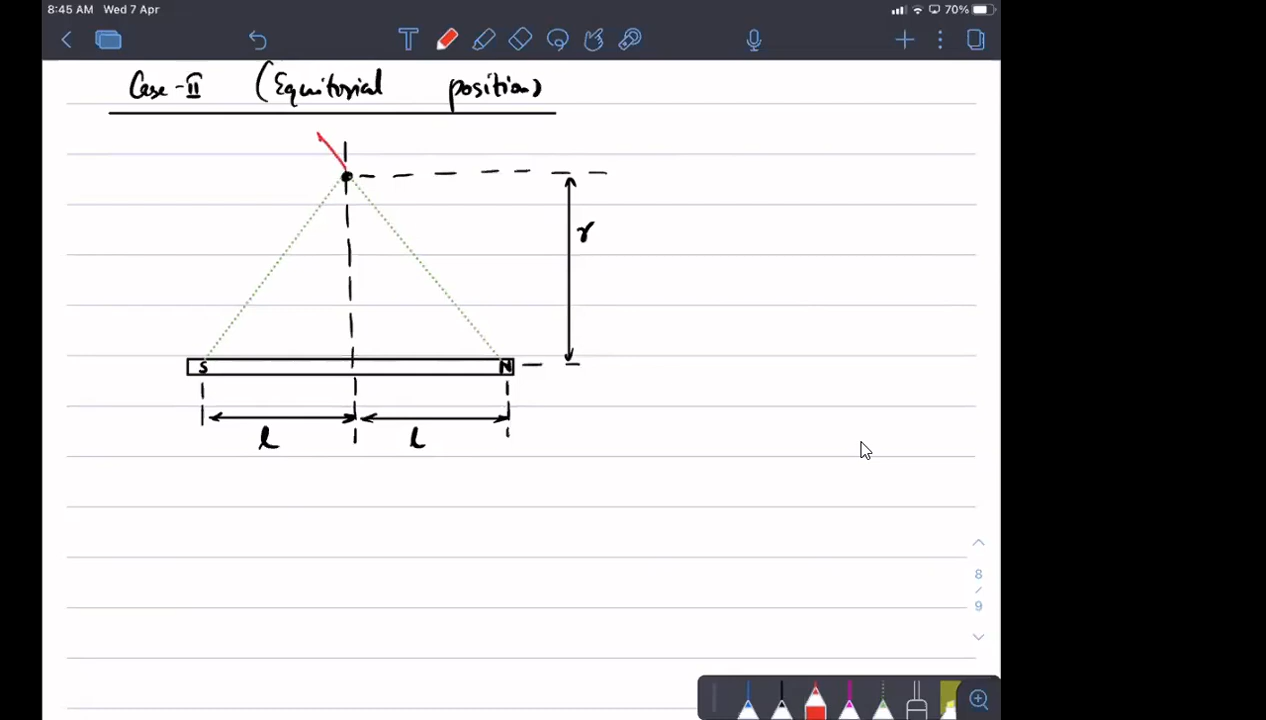 8:45 AM Wed 7 Apr 70%
T
Case-II (Equitorial position)
r
S N
l l
8
/
9